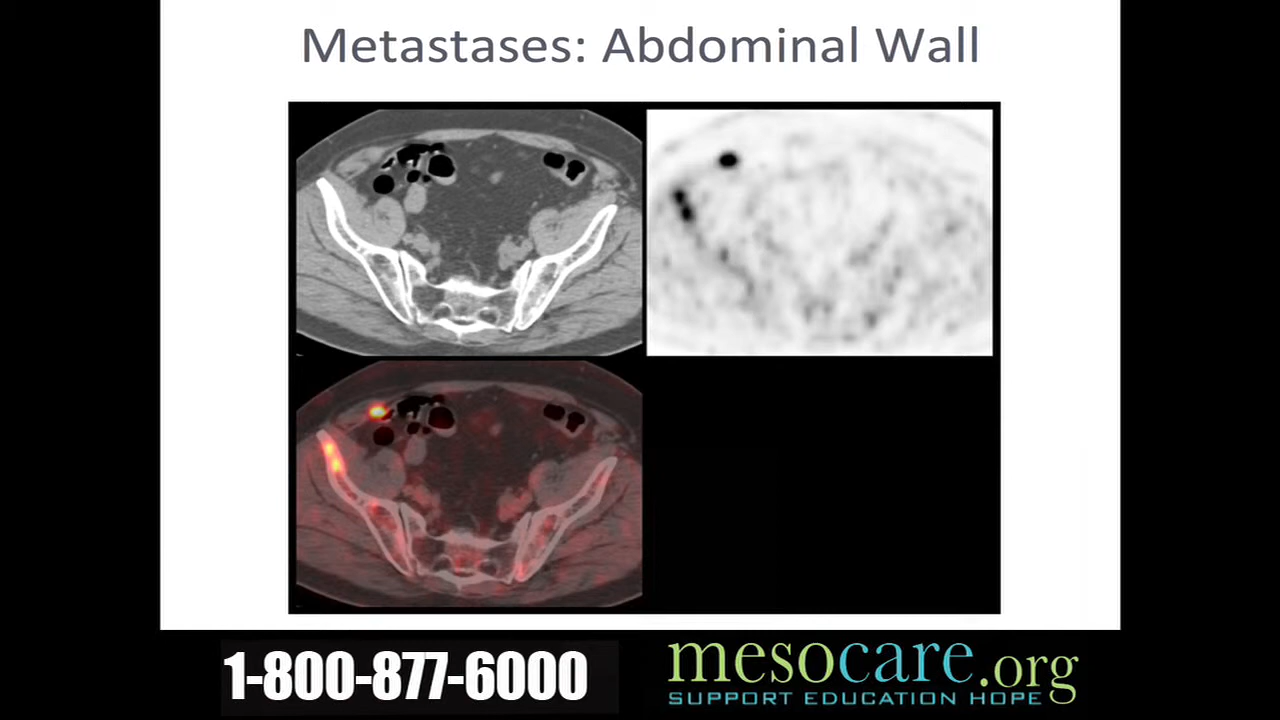 Metastases: Abdominal Wall
1-800-877-6000
mesocare.org
SUPPORT EDUCATION HOPE